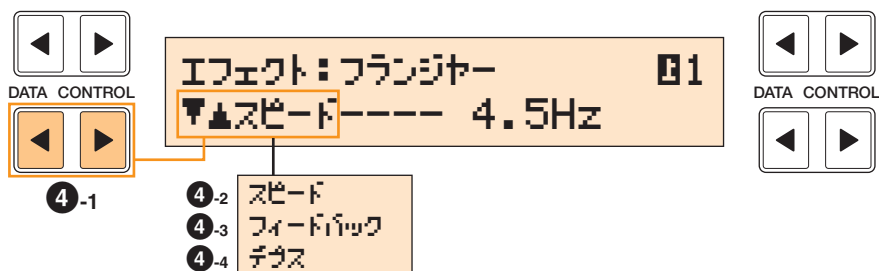 DATA CONTROL
エフェクト:フランジャー 1
DATA CONTROL
▼▲スピード---- 4.5Hz
4-1
4-2 スピード
4-3 フィードバック
4-4 デプス